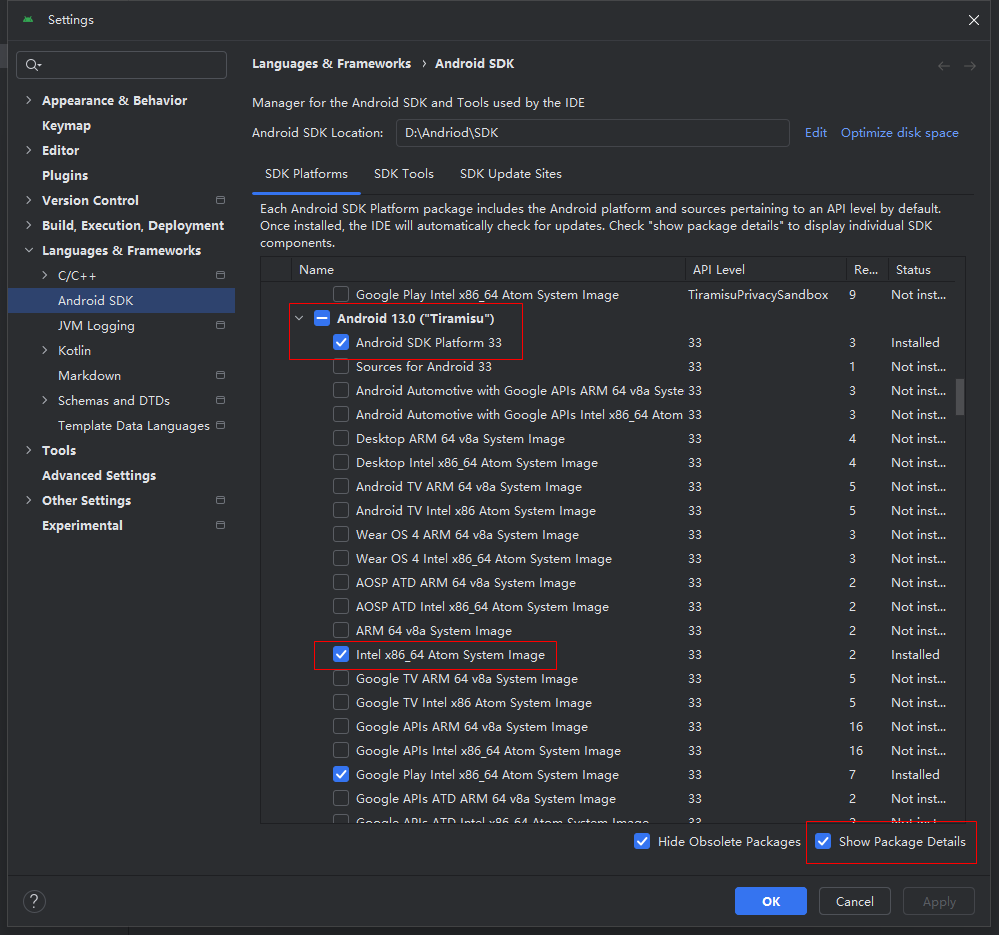 Settings
Languages & Frameworks › Android SDK
Appearance & Behavior
Keymap
Editor
Plugins
Version Control
Build, Execution, Deployment
Languages & Frameworks
C/C++
Android SDK
JVM Logging
Kotlin
Markdown
Schemas and DTDs
Template Data Languages
Tools
Advanced Settings
Other Settings
Experimental
Manager for the Android SDK and Tools used by the IDE
Android SDK Location: D:\Andriod\SDK Edit Optimize disk space
SDK Platforms SDK Tools SDK Update Sites
Each Android SDK Platform package includes the Android platform and sources pertaining to an API level by default.
Once installed, the IDE will automatically check for updates. Check "show package details" to display individual SDK
components.
Name API Level Re... Status
Google Play Intel x86_64 Atom System Image TiramisuPrivacySandbox 9 Not inst...
Android 13.0 ("Tiramisu")
Android SDK Platform 33 33 3 Installed
Sources for Android 33 33 1 Not inst...
Android Automotive with Google APIs ARM 64 v8a Syste 33 3 Not inst...
Android Automotive with Google APIs Intel x86_64 Atom 33 3 Not inst...
Desktop ARM 64 v8a System Image 33 4 Not inst...
Desktop Intel x86_64 Atom System Image 33 4 Not inst...
Android TV ARM 64 v8a System Image 33 5 Not inst...
Android TV Intel x86 Atom System Image 33 5 Not inst...
Wear OS 4 ARM 64 v8a System Image 33 3 Not inst...
Wear OS 4 Intel x86_64 Atom System Image 33 3 Not inst...
AOSP ATD ARM 64 v8a System Image 33 2 Not inst...
AOSP ATD Intel x86_64 Atom System Image 33 2 Not inst...
ARM 64 v8a System Image 33 2 Not inst...
Intel x86_64 Atom System Image 33 2 Installed
Google TV ARM 64 v8a System Image 33 5 Not inst...
Google TV Intel x86 Atom System Image 33 5 Not inst...
Google APIs ARM 64 v8a System Image 33 16 Not inst...
Google APIs Intel x86_64 Atom System Image 33 16 Not inst...
Google Play Intel x86_64 Atom System Image 33 7 Installed
Google APIs ATD ARM 64 v8a System Image 33 2 Not inst...
Google APIs ATD Intel x86_64 Atom System Image 33 2 Not inst...
Hide Obsolete Packages Show Package Details
? OK Cancel Apply